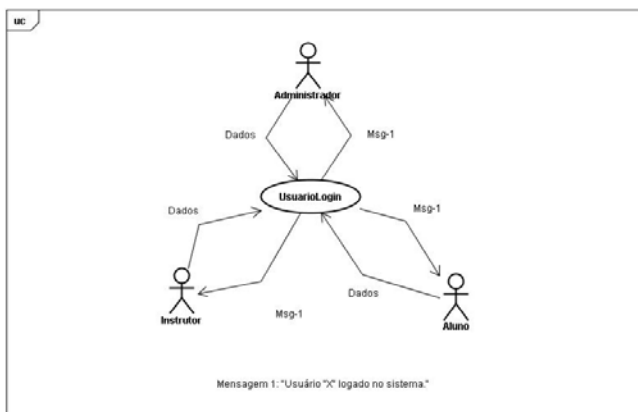 uc
Administrador
Dados
Msg-1
UsuarioLogin
Dados
Msg-1
Instrutor
Msg-1
Dados
Aluno
Mensagem 1: "Usuário "X" logado no sistema."